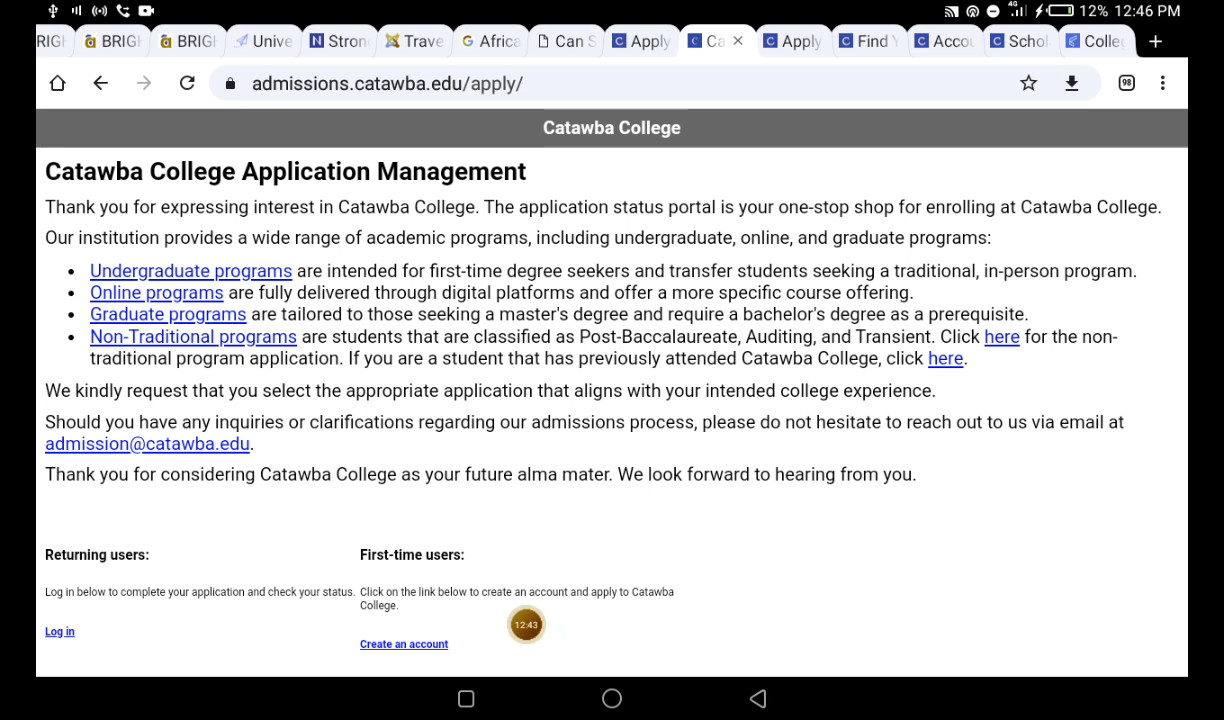 4G 12% 12:46 PM
RIGH BRIGH BRIGH Unive Stron Trave Africa Can S Apply Ca Apply Find Y Accou Schol Colleg
admissions.catawba.edu/apply/ 98
Catawba College
Catawba College Application Management
Thank you for expressing interest in Catawba College. The application status portal is your one-stop shop for enrolling at Catawba College.
Our institution provides a wide range of academic programs, including undergraduate, online, and graduate programs:
• Undergraduate programs are intended for first-time degree seekers and transfer students seeking a traditional, in-person program.
• Online programs are fully delivered through digital platforms and offer a more specific course offering.
• Graduate programs are tailored to those seeking a master's degree and require a bachelor's degree as a prerequisite.
• Non-Traditional programs are students that are classified as Post-Baccalaureate, Auditing, and Transient. Click here for the non-
traditional program application. If you are a student that has previously attended Catawba College, click here.
We kindly request that you select the appropriate application that aligns with your intended college experience.
Should you have any inquiries or clarifications regarding our admissions process, please do not hesitate to reach out to us via email at
admission@catawba.edu.
Thank you for considering Catawba College as your future alma mater. We look forward to hearing from you.
Returning users:
Log in below to complete your application and check your status.
Log in
First-time users:
Click on the link below to create an account and apply to Catawba
College.
12:43
Create an account